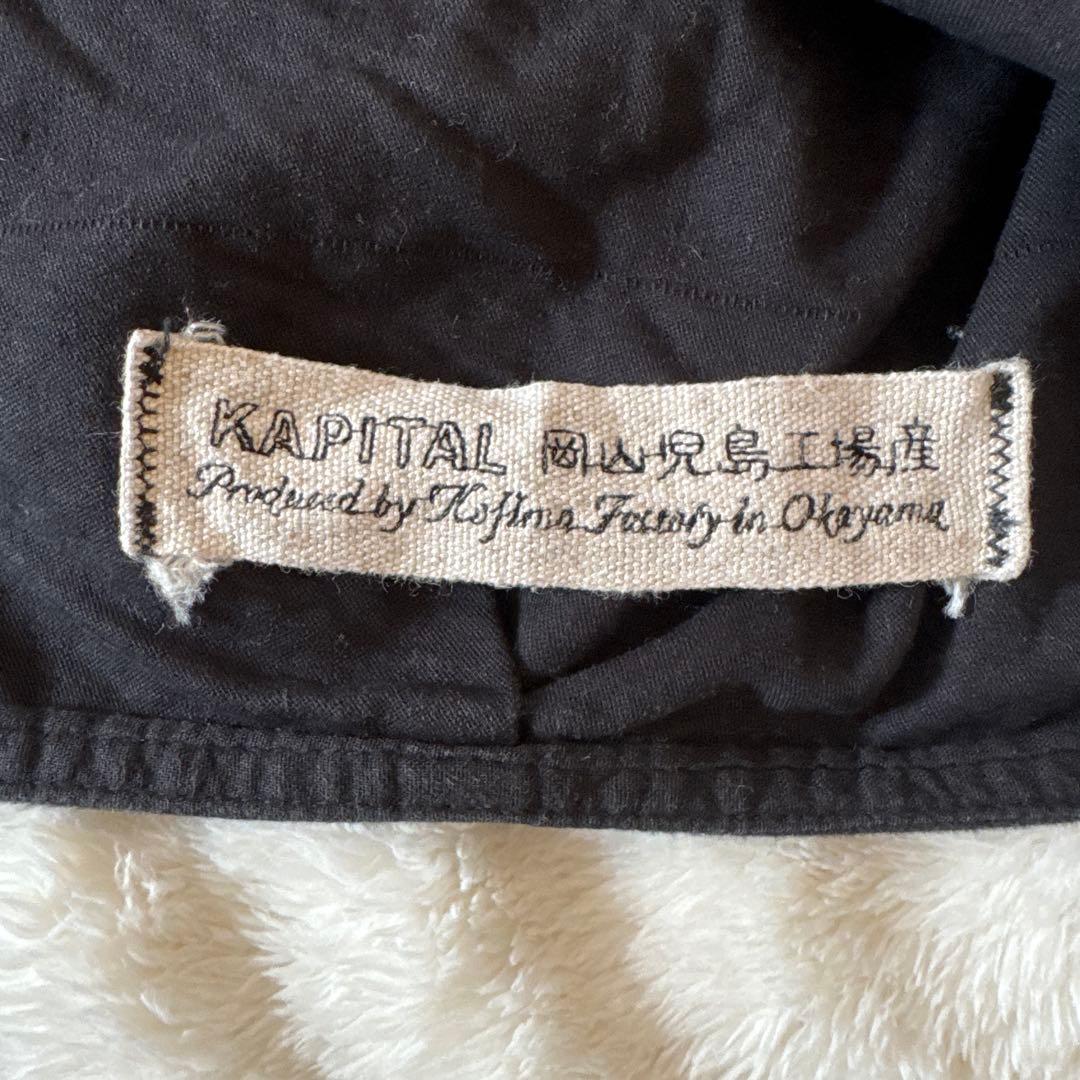 KAPITAL 岡山児島工場産
Produced by Kojima Factory in Okayama